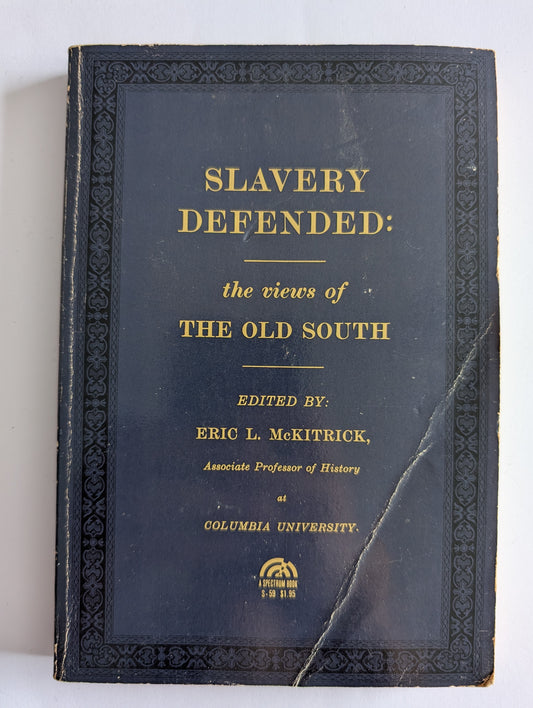 SLAVERY
DEFENDED:
the views of
THE OLD SOUTH
EDITED BY:
ERIC L. McKITRICK,
Associate Professor of History
at
COLUMBIA UNIVERSITY.
A SPECTRUM BOOK
S-59 $1.95